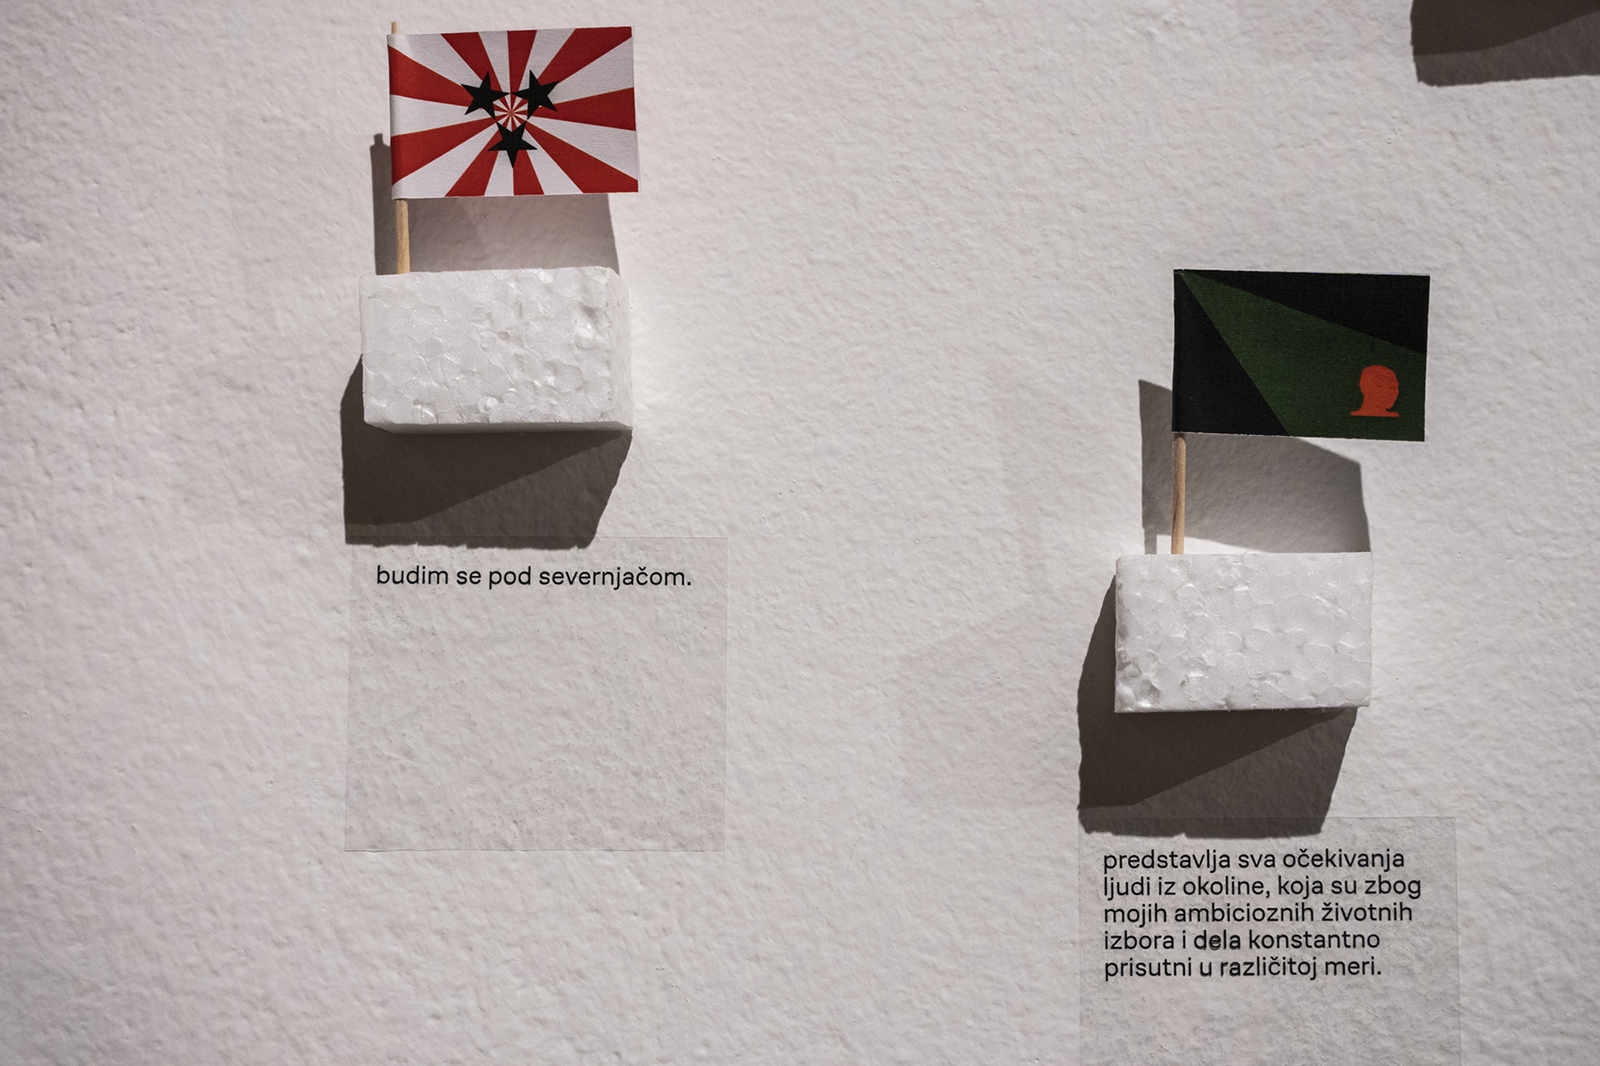 budim se pod severnjačom.
predstavlja sva očekivanja
ljudi iz okoline, koja su zbog
mojih ambicioznih životnih
izbora i dela konstantno
prisutni u različitoj meri.